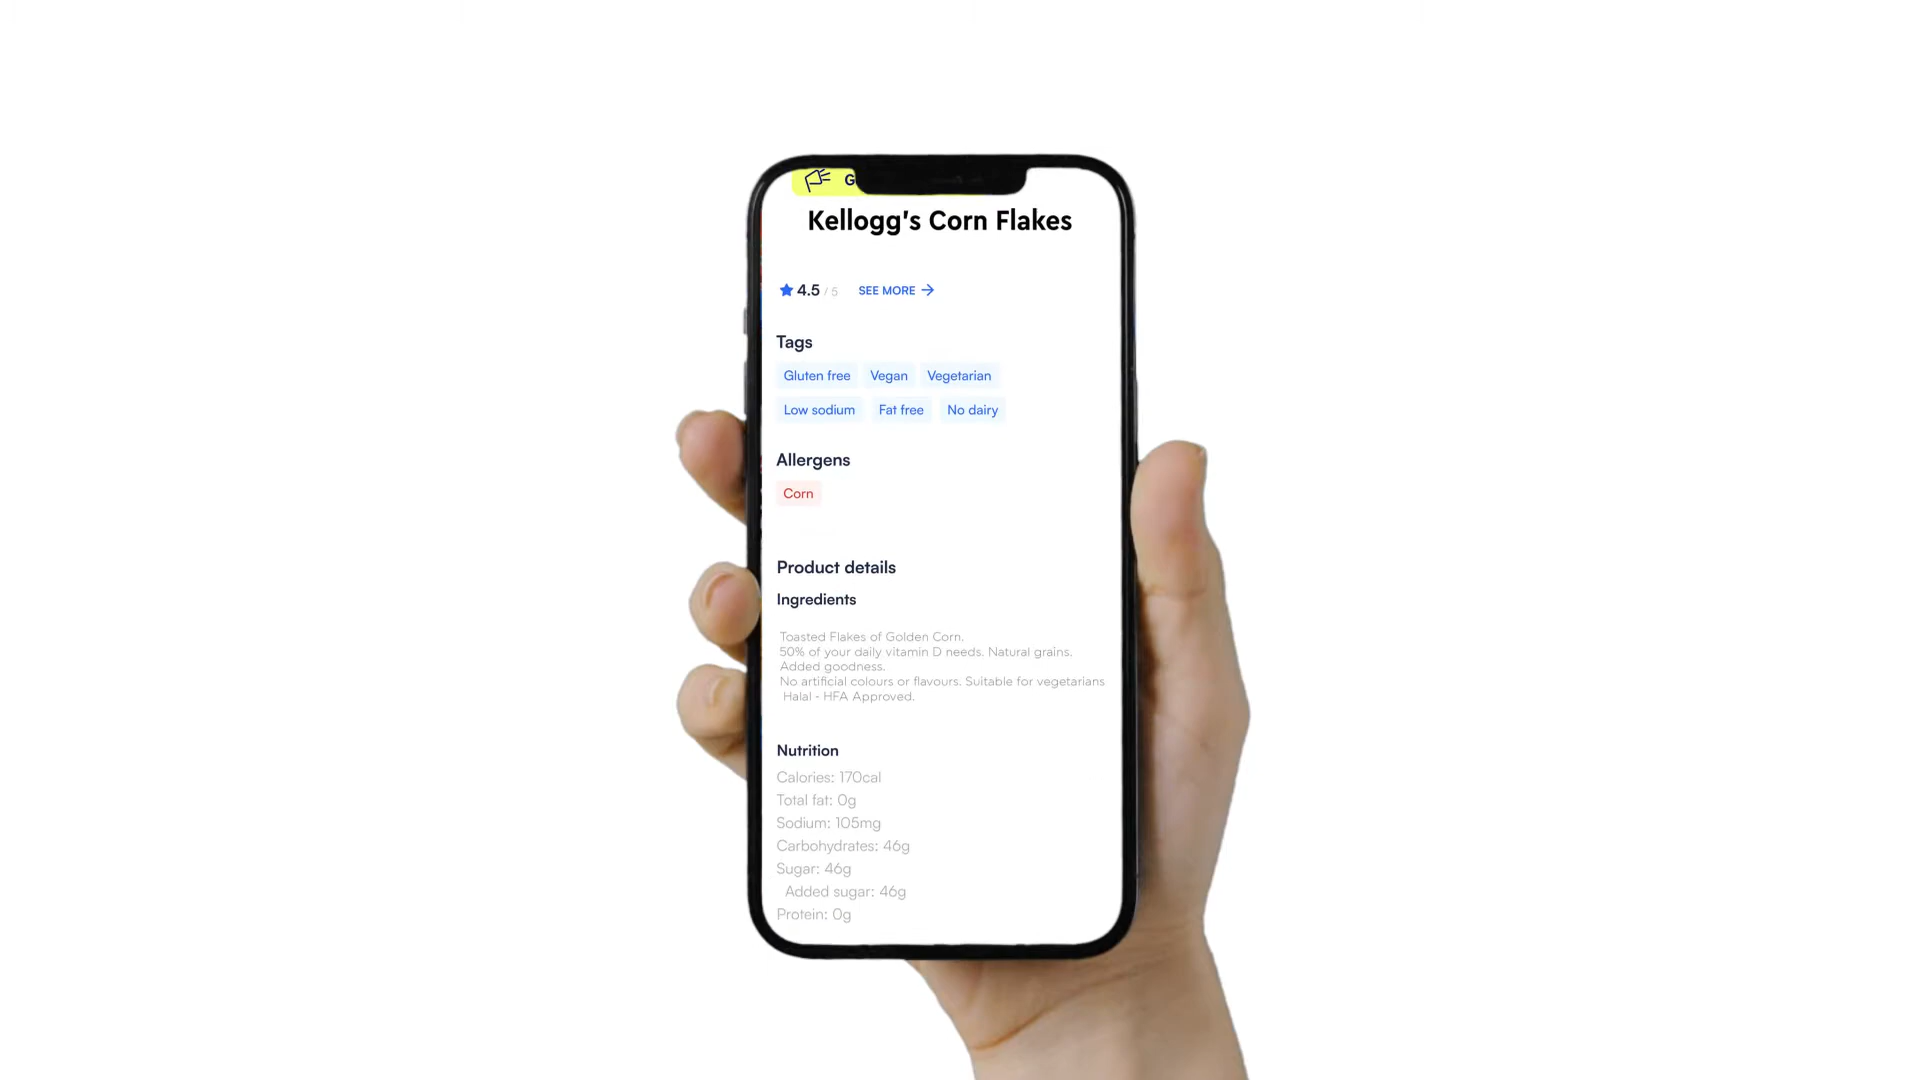 G
Kellogg's Corn Flakes
4.5 / 5 SEE MORE →
Tags
Gluten free Vegan Vegetarian
Low sodium Fat free No dairy
Allergens
Corn
Product details
Ingredients
Toasted Flakes of Golden Corn.
50% of your daily vitamin D needs. Natural grains.
Added goodness.
No artificial colours or flavours. Suitable for vegetarians
Halal - HFA Approved.
Nutrition
Calories: 170cal
Total fat: 0g
Sodium: 105mg
Carbohydrates: 46g
Sugar: 46g
Added sugar: 46g
Protein: 0g